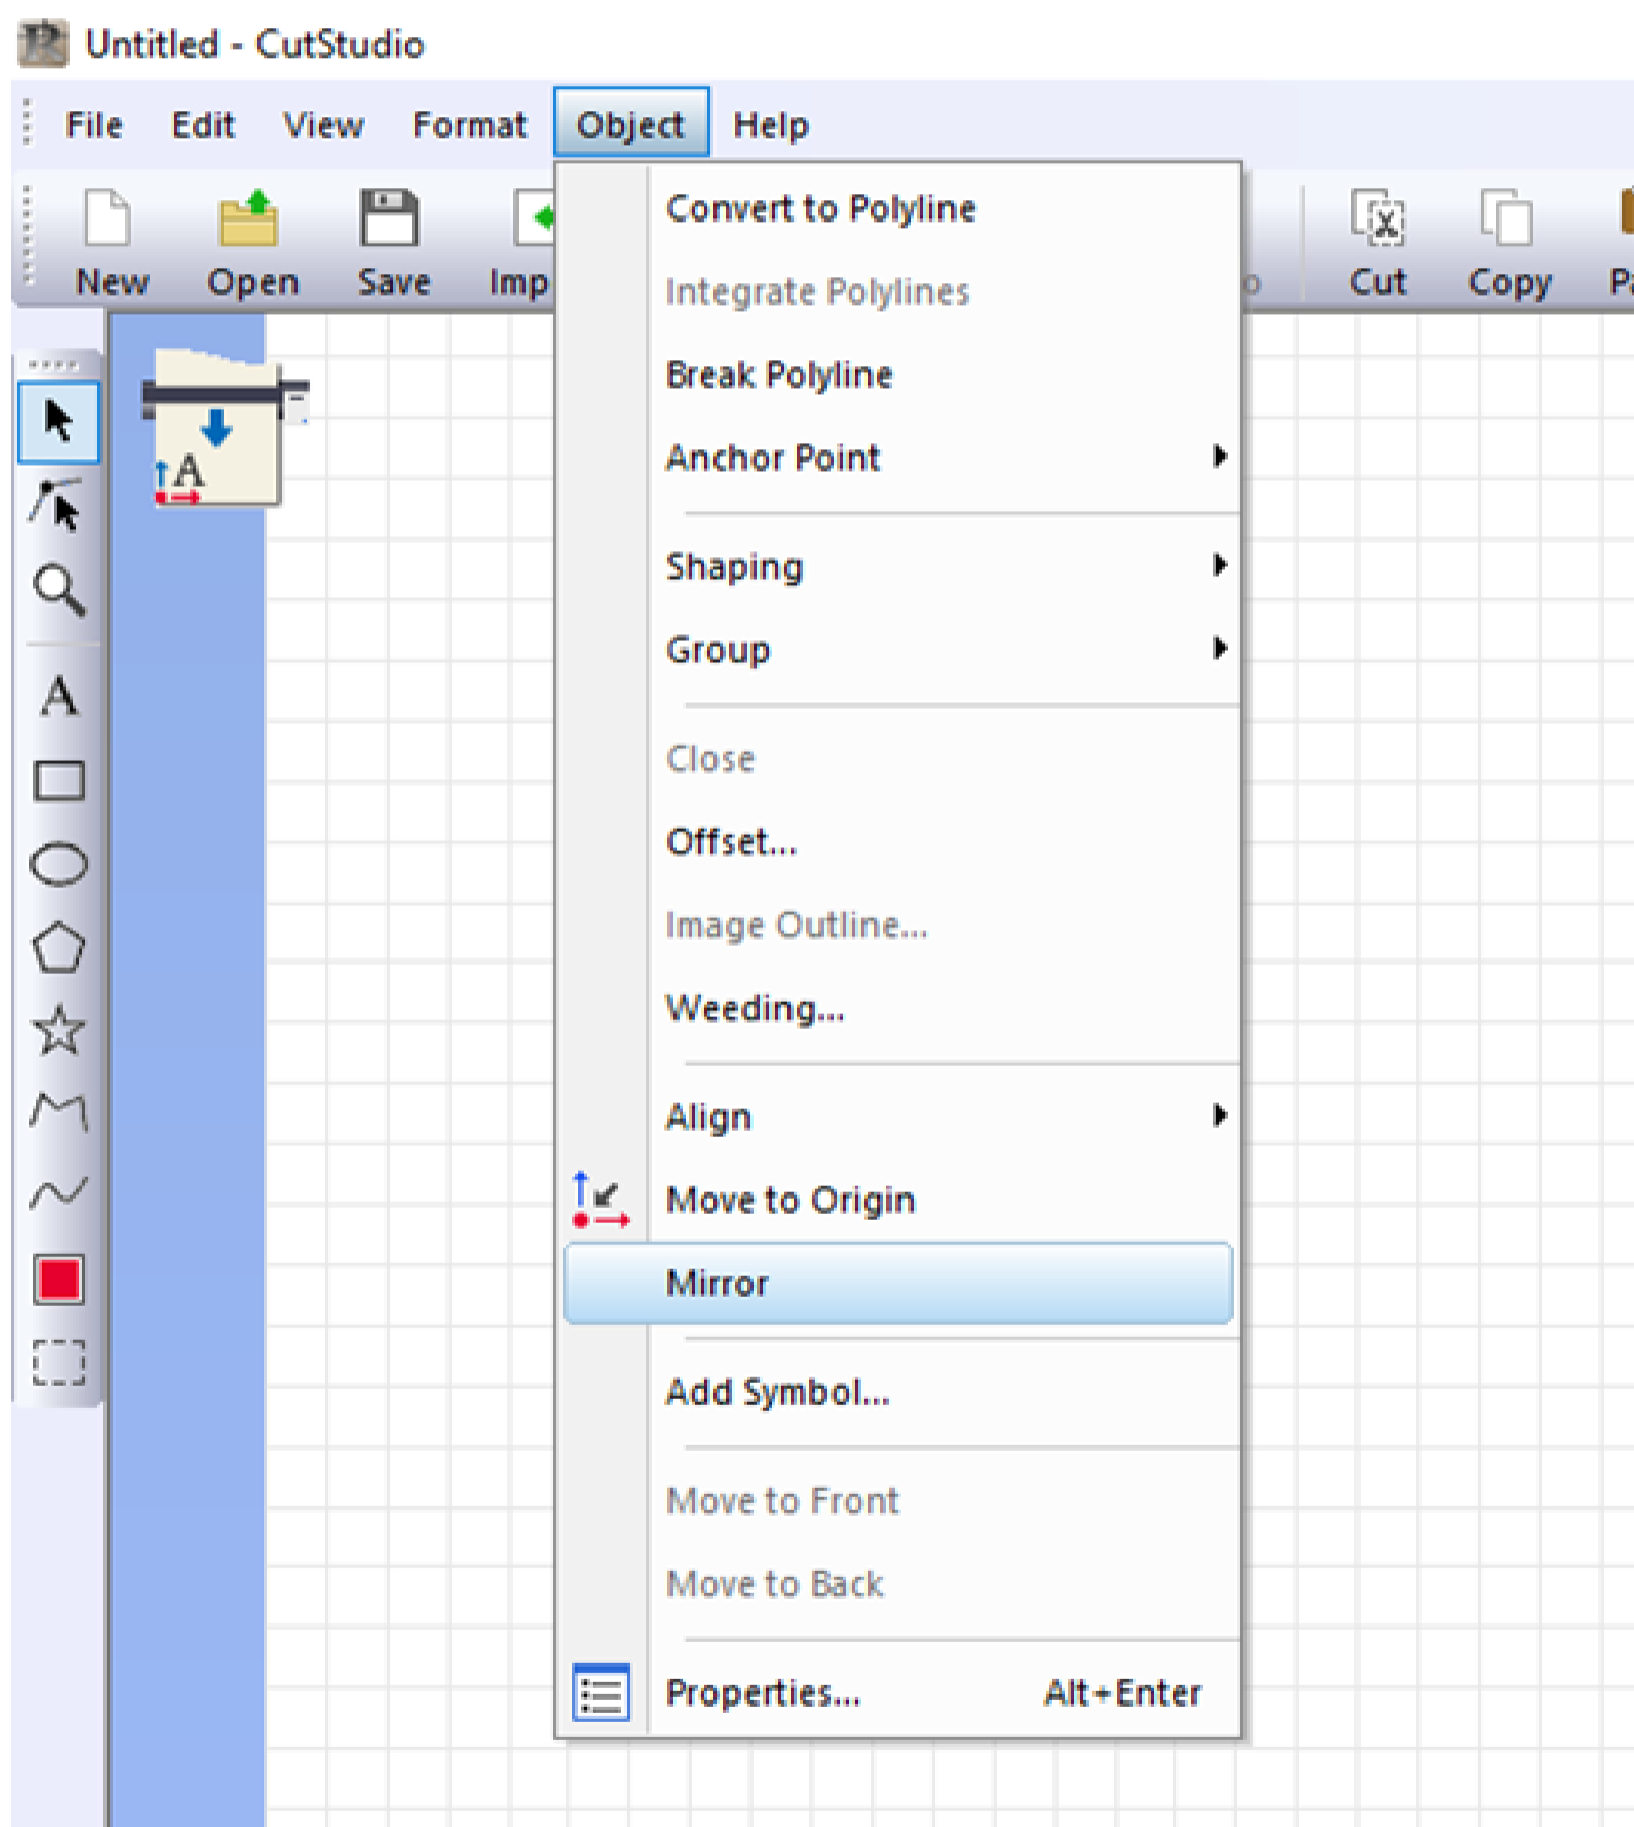 Untitled - CutStudio
File Edit View Format Object Help
New Open Save Imp o Cut Copy Pa
A
A
Convert to Polyline
Integrate Polylines
Break Polyline
Anchor Point
Shaping
Group
Close
Offset...
Image Outline...
Weeding...
Align
Move to Origin
Mirror
Add Symbol...
Move to Front
Move to Back
Properties... Alt+Enter